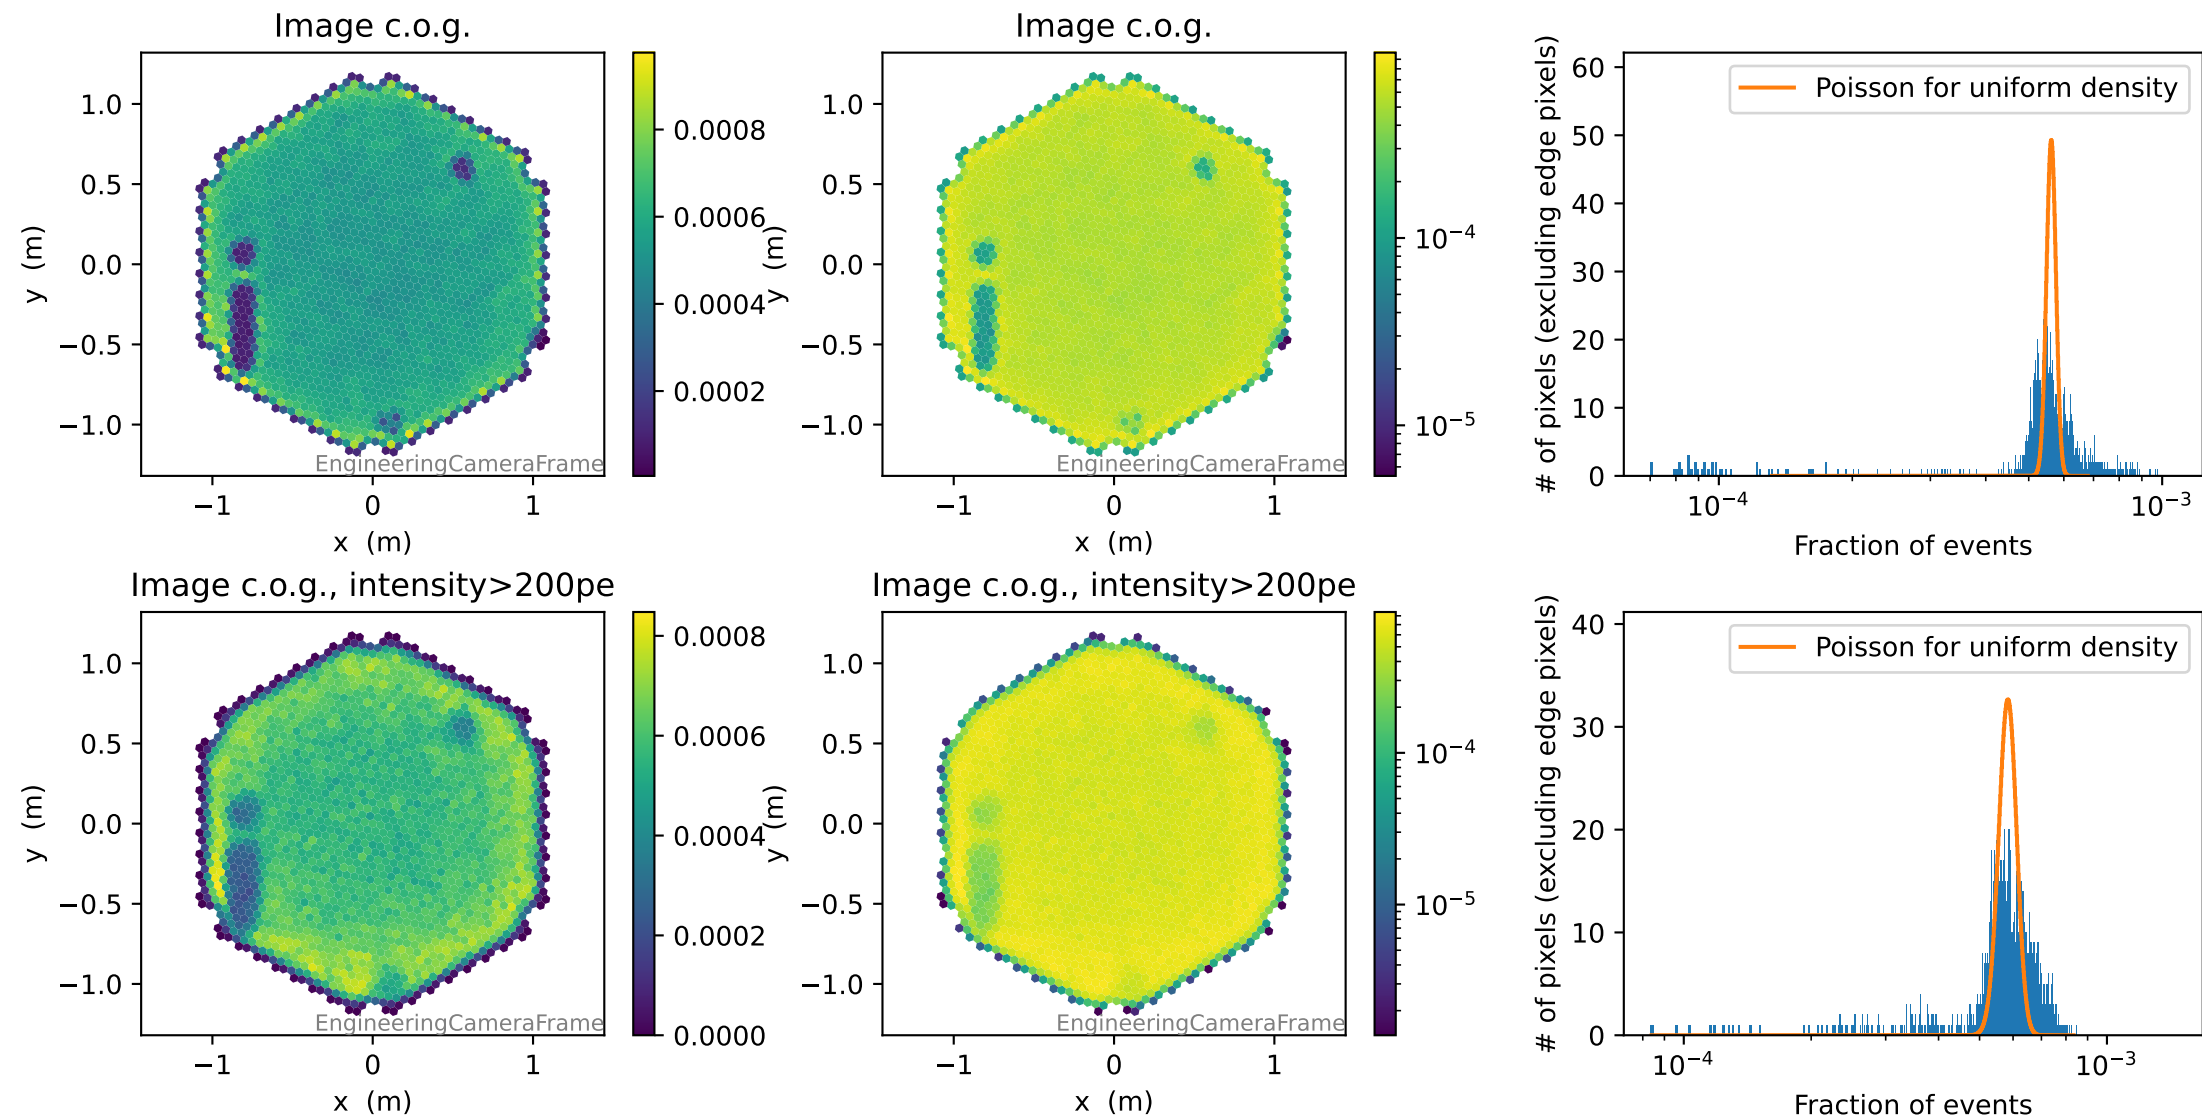 Image c.o.g.
1.0
0.5
0.0
−0.5
−1.0
y (m)
−1
0
1
x (m)
EngineeringCameraFrame
0.0008
0.0006
0.0004
0.0002
Image c.o.g.
1.0
0.5
0.0
−0.5
−1.0
y (m)
−1
0
1
x (m)
EngineeringCameraFrame
10⁻⁴
10⁻⁵
60
50
40
30
20
10
0
# of pixels (excluding edge pixels)
Poisson for uniform density
10⁻⁴
10⁻³
Fraction of events
Image c.o.g., intensity>200pe
1.0
0.5
0.0
−0.5
−1.0
y (m)
−1
0
1
x (m)
EngineeringCameraFrame
0.0008
0.0006
0.0004
0.0002
0.0000
Image c.o.g., intensity>200pe
1.0
0.5
0.0
−0.5
−1.0
y (m)
−1
0
1
x (m)
EngineeringCameraFrame
10⁻⁴
10⁻⁵
40
30
20
10
0
# of pixels (excluding edge pixels)
Poisson for uniform density
10⁻⁴
10⁻³
Fraction of events